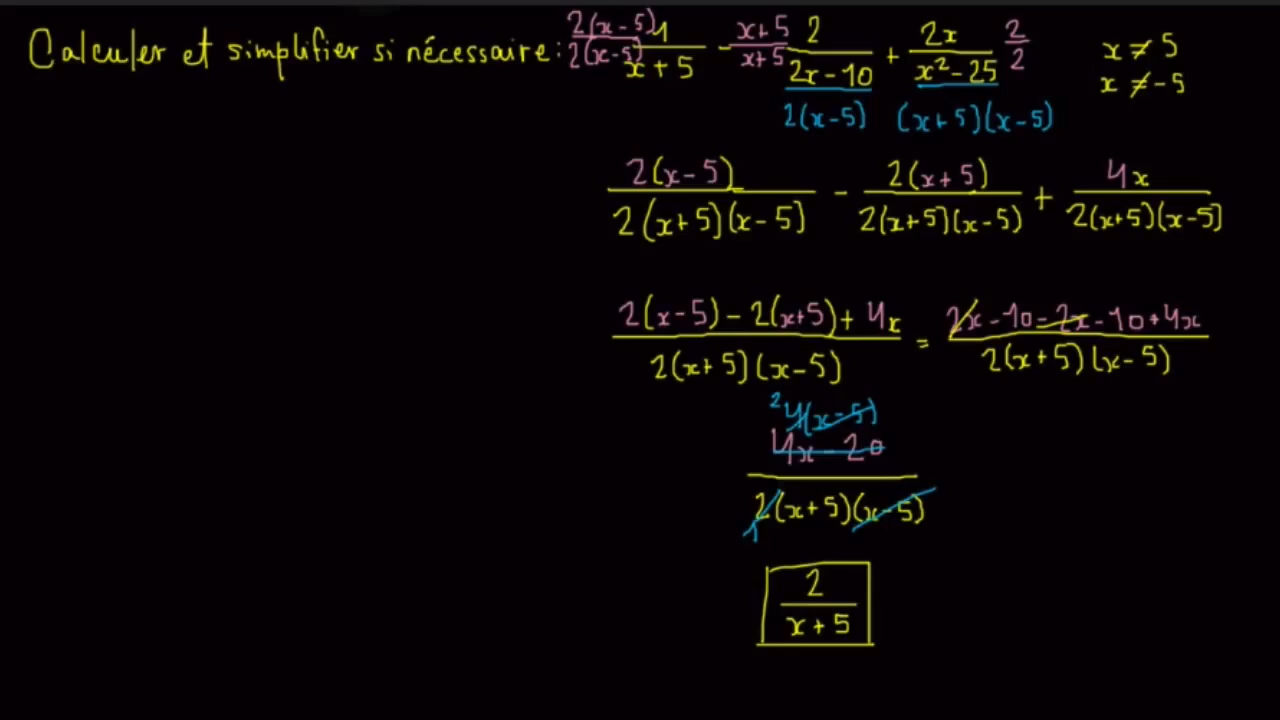 Calculer et simplifier si nécessaire: 2(x-5)/2(x-5) 1/x+5 - x+5/x+5 2/2x-10 + 2x/x²-25 2/2 x ≠ 5
x ≠ -5
2(x-5) (x+5)(x-5)
2(x-5)/2(x+5)(x-5) - 2(x+5)/2(x+5)(x-5) + 4x/2(x+5)(x-5)
2(x-5)-2(x+5)+4x/2(x+5)(x-5) = 2x-10-2x-10+4x/2(x+5)(x-5)
2 4(x-5)
4x-20
2(x+5)(x-5)
1
2
x+5